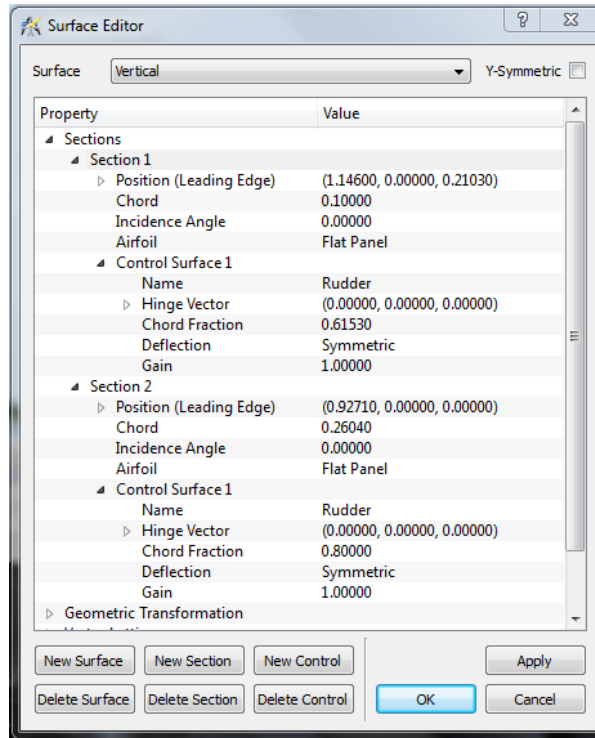 Surface Editor
Surface Vertical Y-Symmetric
Property Value
Sections
Section 1
Position (Leading Edge) (1.14600, 0.00000, 0.21030)
Chord 0.10000
Incidence Angle 0.00000
Airfoil Flat Panel
Control Surface 1
Name Rudder
Hinge Vector (0.00000, 0.00000, 0.00000)
Chord Fraction 0.61530
Deflection Symmetric
Gain 1.00000
Section 2
Position (Leading Edge) (0.92710, 0.00000, 0.00000)
Chord 0.26040
Incidence Angle 0.00000
Airfoil Flat Panel
Control Surface 1
Name Rudder
Hinge Vector (0.00000, 0.00000, 0.00000)
Chord Fraction 0.80000
Deflection Symmetric
Gain 1.00000
Geometric Transformation
New Surface New Section New Control Apply
Delete Surface Delete Section Delete Control OK Cancel